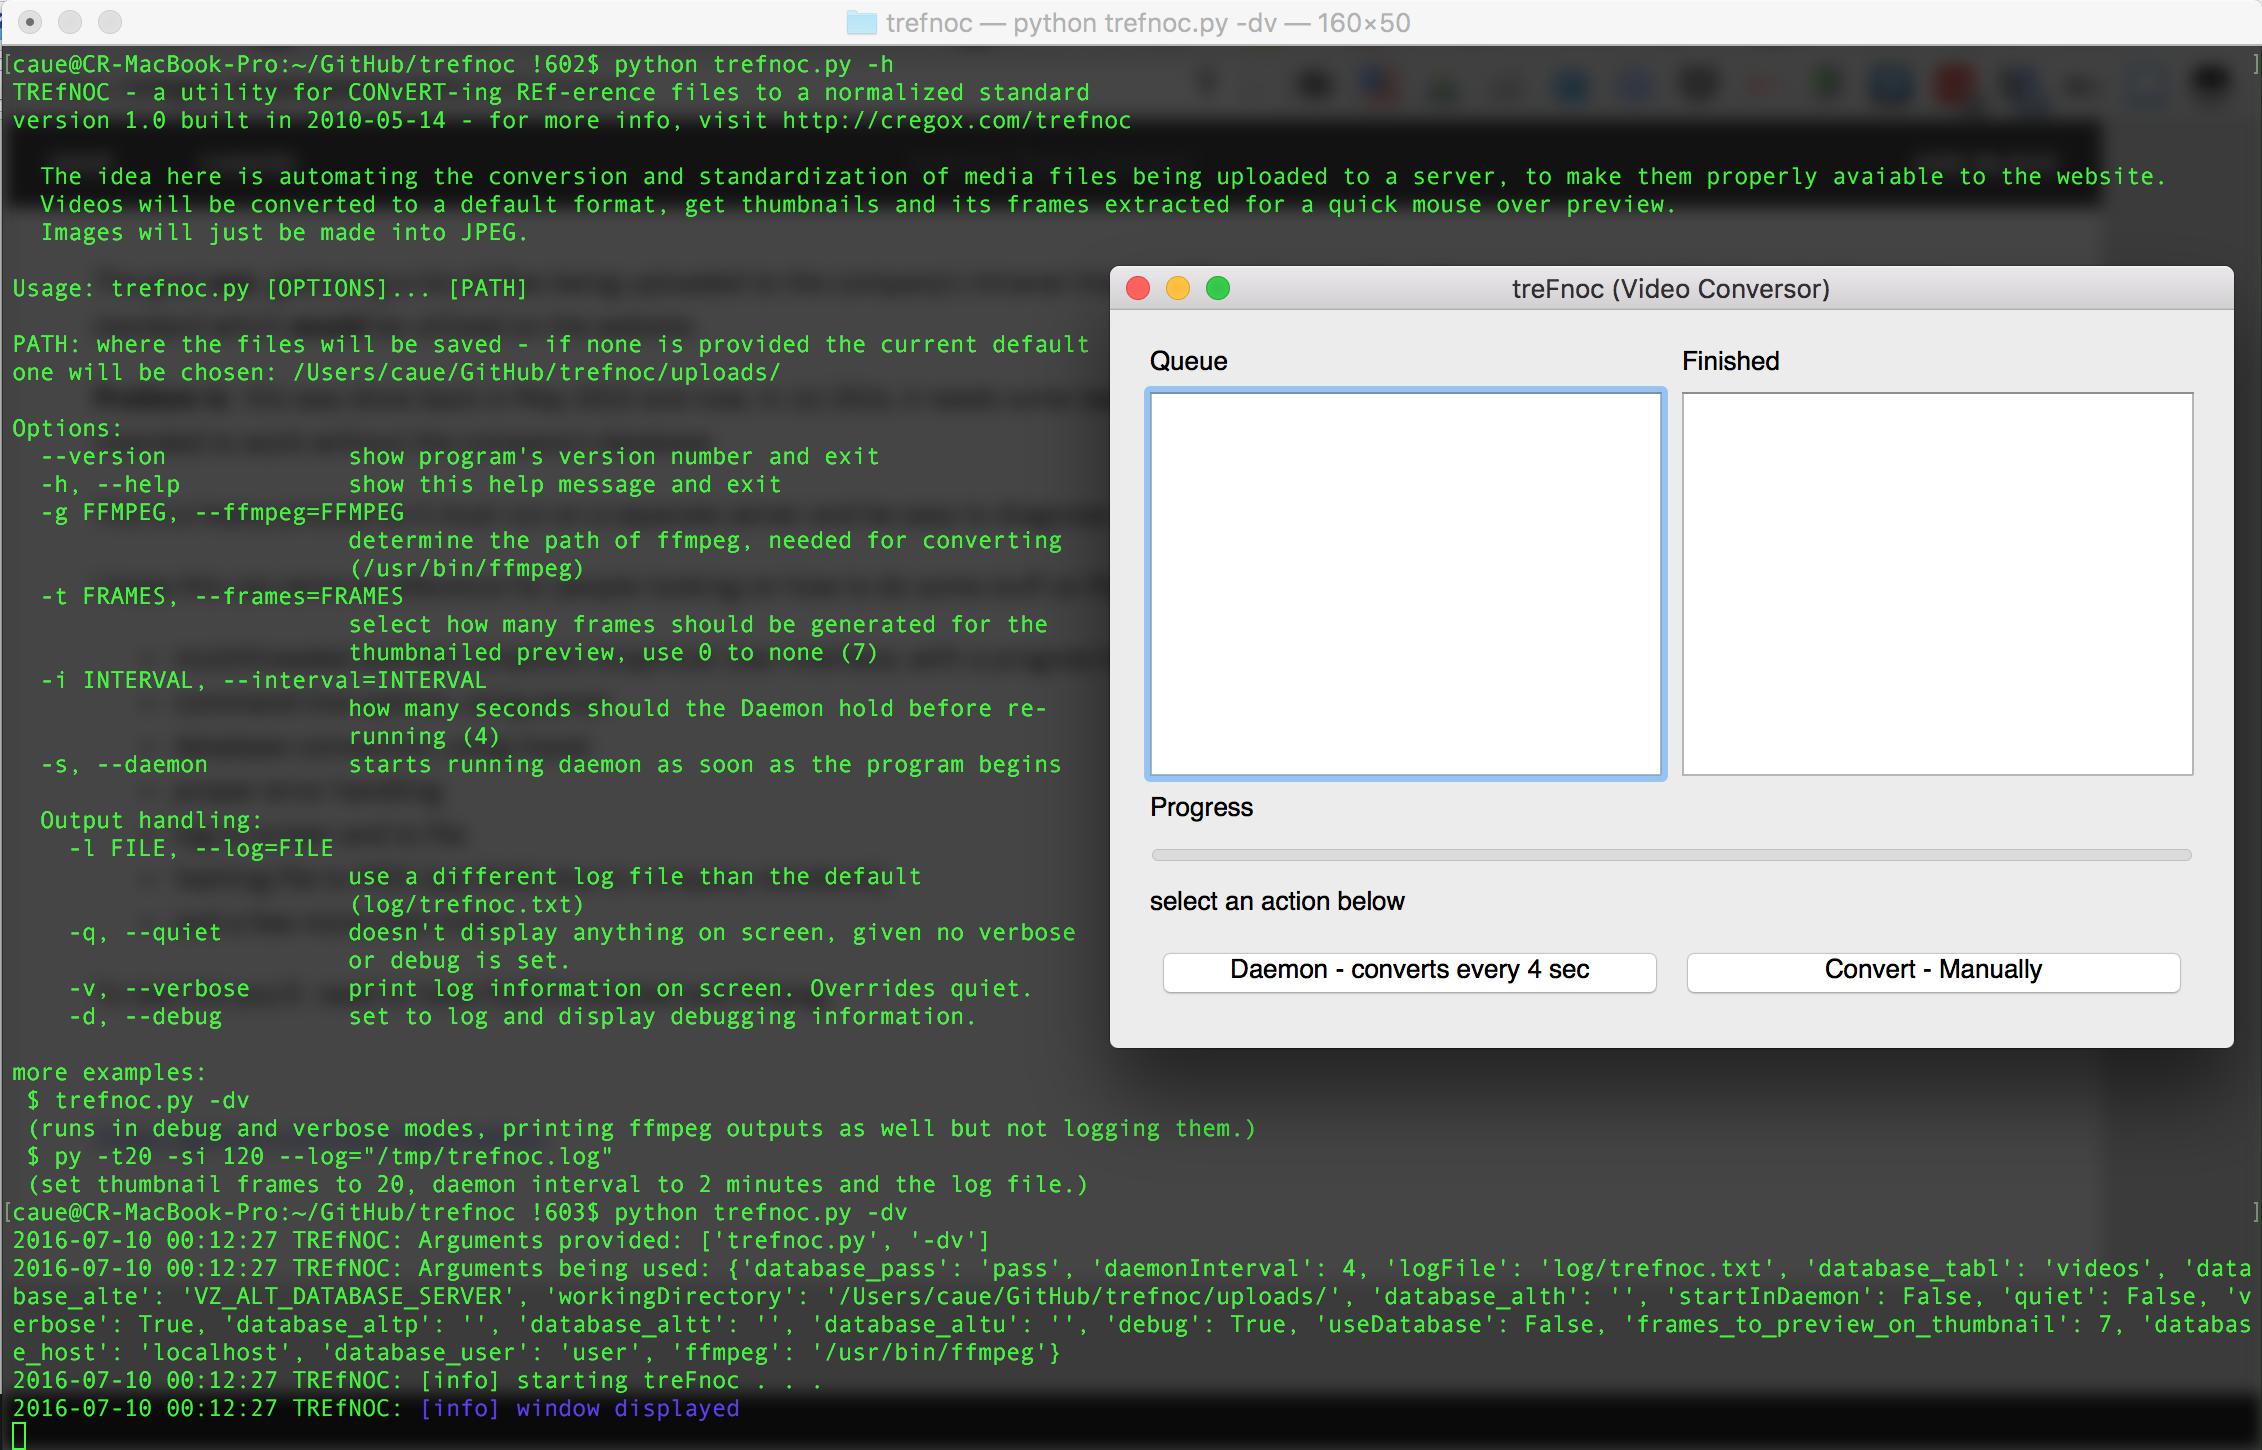 trefnoc — python trefnoc.py -dv — 160×50
[caue@CR-MacBook-Pro:~/GitHub/trefnoc !602$ python trefnoc.py -h ]
TREfNOC - a utility for CONvERT-ing REf-erence files to a normalized standard
version 1.0 built in 2010-05-14 - for more info, visit http://cregox.com/trefnoc
The idea here is automating the conversion and standardization of media files being uploaded to a server, to make them properly avaiable to the website.
Videos will be converted to a default format, get thumbnails and its frames extracted for a quick mouse over preview.
Images will just be made into JPEG.
Usage: trefnoc.py [OPTIONS]... [PATH]
PATH: where the files will be saved - if none is provided the current default
one will be chosen: /Users/caue/GitHub/trefnoc/uploads/
Options:
--version show program's version number and exit
-h, --help show this help message and exit
-g FFMPEG, --ffmpeg=FFMPEG
determine the path of ffmpeg, needed for converting
(/usr/bin/ffmpeg)
-t FRAMES, --frames=FRAMES
select how many frames should be generated for the
thumbnailed preview, use 0 to none (7)
-i INTERVAL, --interval=INTERVAL
how many seconds should the Daemon hold before re-
running (4)
-s, --daemon starts running daemon as soon as the program begins
Output handling:
-l FILE, --log=FILE
use a different log file than the default
(log/trefnoc.txt)
-q, --quiet doesn't display anything on screen, given no verbose
or debug is set.
-v, --verbose print log information on screen. Overrides quiet.
-d, --debug set to log and display debugging information.
more examples:
$ trefnoc.py -dv
(runs in debug and verbose modes, printing ffmpeg outputs as well but not logging them.)
$ py -t20 -si 120 --log="/tmp/trefnoc.log"
(set thumbnail frames to 20, daemon interval to 2 minutes and the log file.)
[caue@CR-MacBook-Pro:~/GitHub/trefnoc !603$ python trefnoc.py -dv ]
2016-07-10 00:12:27 TREfNOC: Arguments provided: ['trefnoc.py', '-dv']
2016-07-10 00:12:27 TREfNOC: Arguments being used: {'database_pass': 'pass', 'daemonInterval': 4, 'logFile': 'log/trefnoc.txt', 'database_tabl': 'videos', 'data
base_alte': 'VZ_ALT_DATABASE_SERVER', 'workingDirectory': '/Users/caue/GitHub/trefnoc/uploads/', 'database_alth': '', 'startInDaemon': False, 'quiet': False, 'v
erbose': True, 'database_altp': '', 'database_altt': '', 'database_altu': '', 'debug': True, 'useDatabase': False, 'frames_to_preview_on_thumbnail': 7, 'databas
e_host': 'localhost', 'database_user': 'user', 'ffmpeg': '/usr/bin/ffmpeg'}
2016-07-10 00:12:27 TREfNOC: [info] starting treFnoc . . .
2016-07-10 00:12:27 TREfNOC: [info] window displayed
treFnoc (Video Conversor)
Queue
Finished
Progress
select an action below
Daemon - converts every 4 sec
Convert - Manually